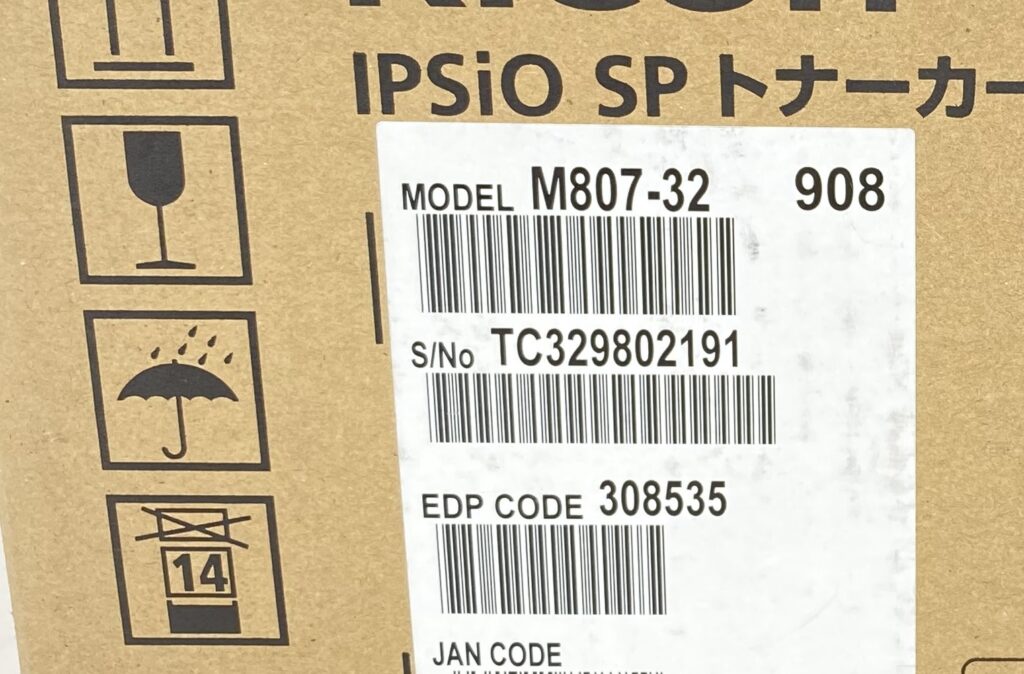 IPSiO SP トナーカー
MODEL M807-32 908
S/No TC329802191
EDP CODE 308535
14
JAN CODE